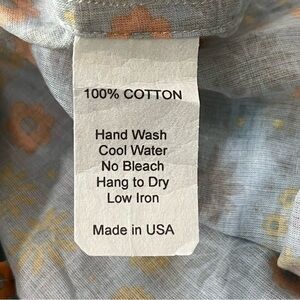 100% COTTON
Hand Wash
Cool Water
No Bleach
Hang to Dry
Low Iron
Made in USA